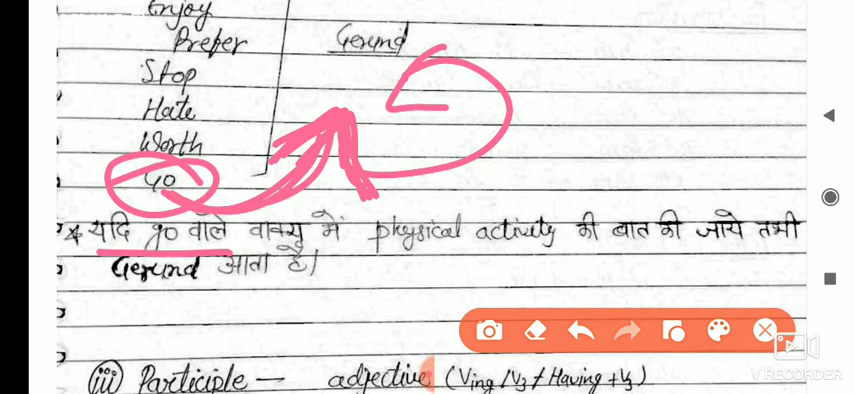 Enjoy
Prefer Gerund
Stop
Hate
Worth
Go
* यदि go वाले वाक्य में physical activity की बात की जाये तभी
Gerund आता है।
(iii) Participle — adjective (Ving / V3 / Having + V3)
V RECORDER